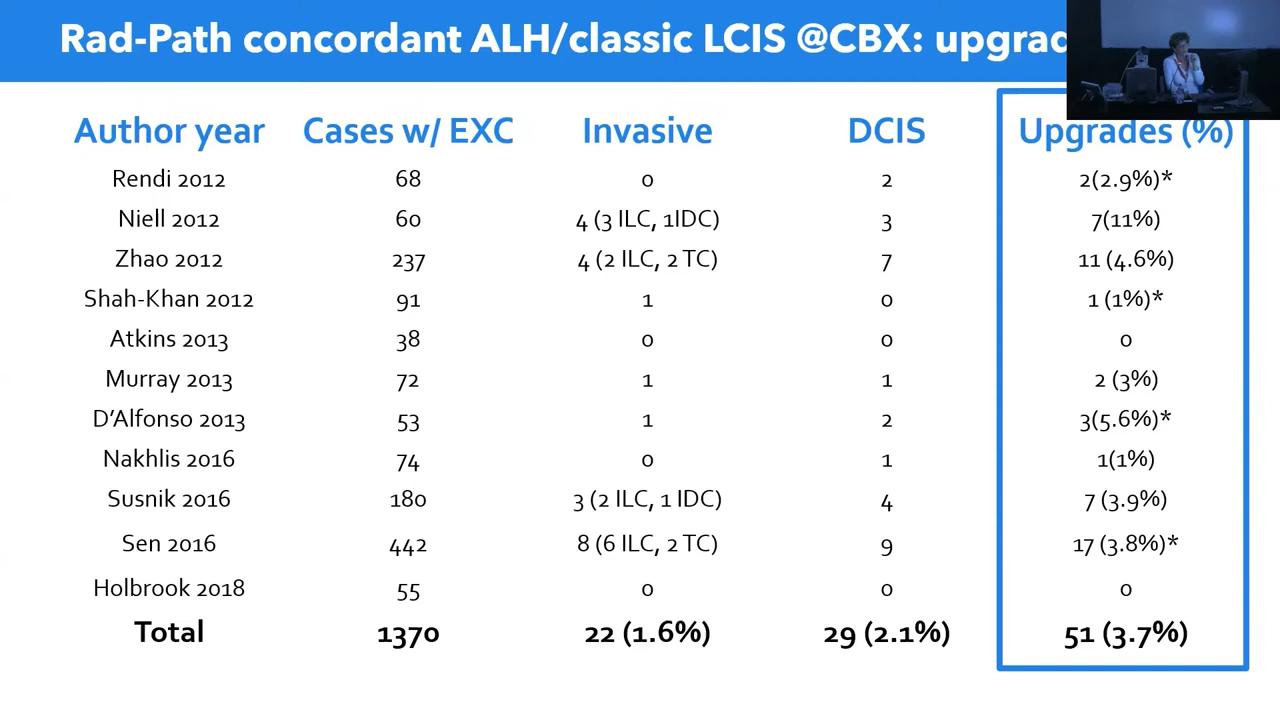 Rad-Path concordant ALH/classic LCIS @CBX:
Author year Cases w/ EXC Invasive DCIS Upgrades (%)
Rendi 2012 68 0 2 2(2.9%)*
Niell 2012 60 4 (3 ILC, 1IDC) 3 7(11%)
Zhao 2012 237 4 (2 ILC, 2 TC) 7 11 (4.6%)
Shah-Khan 2012 91 1 0 1 (1%)*
Atkins 2013 38 0 0 0
Murray 2013 72 1 1 2 (3%)
D'Alfonso 2013 53 1 2 3(5.6%)*
Nakhlis 2016 74 0 1 1(1%)
Susnik 2016 180 3 (2 ILC, 1 IDC) 4 7 (3.9%)
Sen 2016 442 8 (6 ILC, 2 TC) 9 17 (3.8%)*
Holbrook 2018 55 0 0 0
Total 1370 22 (1.6%) 29 (2.1%) 51 (3.7%)